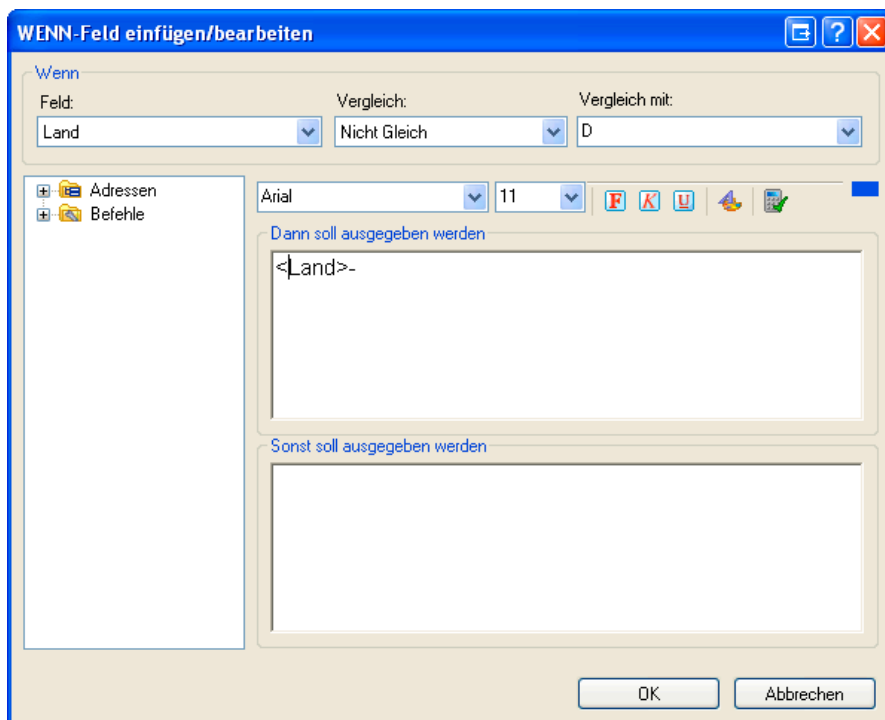 WENN-Feld einfügen/bearbeiten
Wenn
Feld: Vergleich: Vergleich mit:
Land Nicht Gleich D
Adressen
Befehle
Arial 11 F K U
Dann soll ausgegeben werden
<Land>-
Sonst soll ausgegeben werden
OK Abbrechen